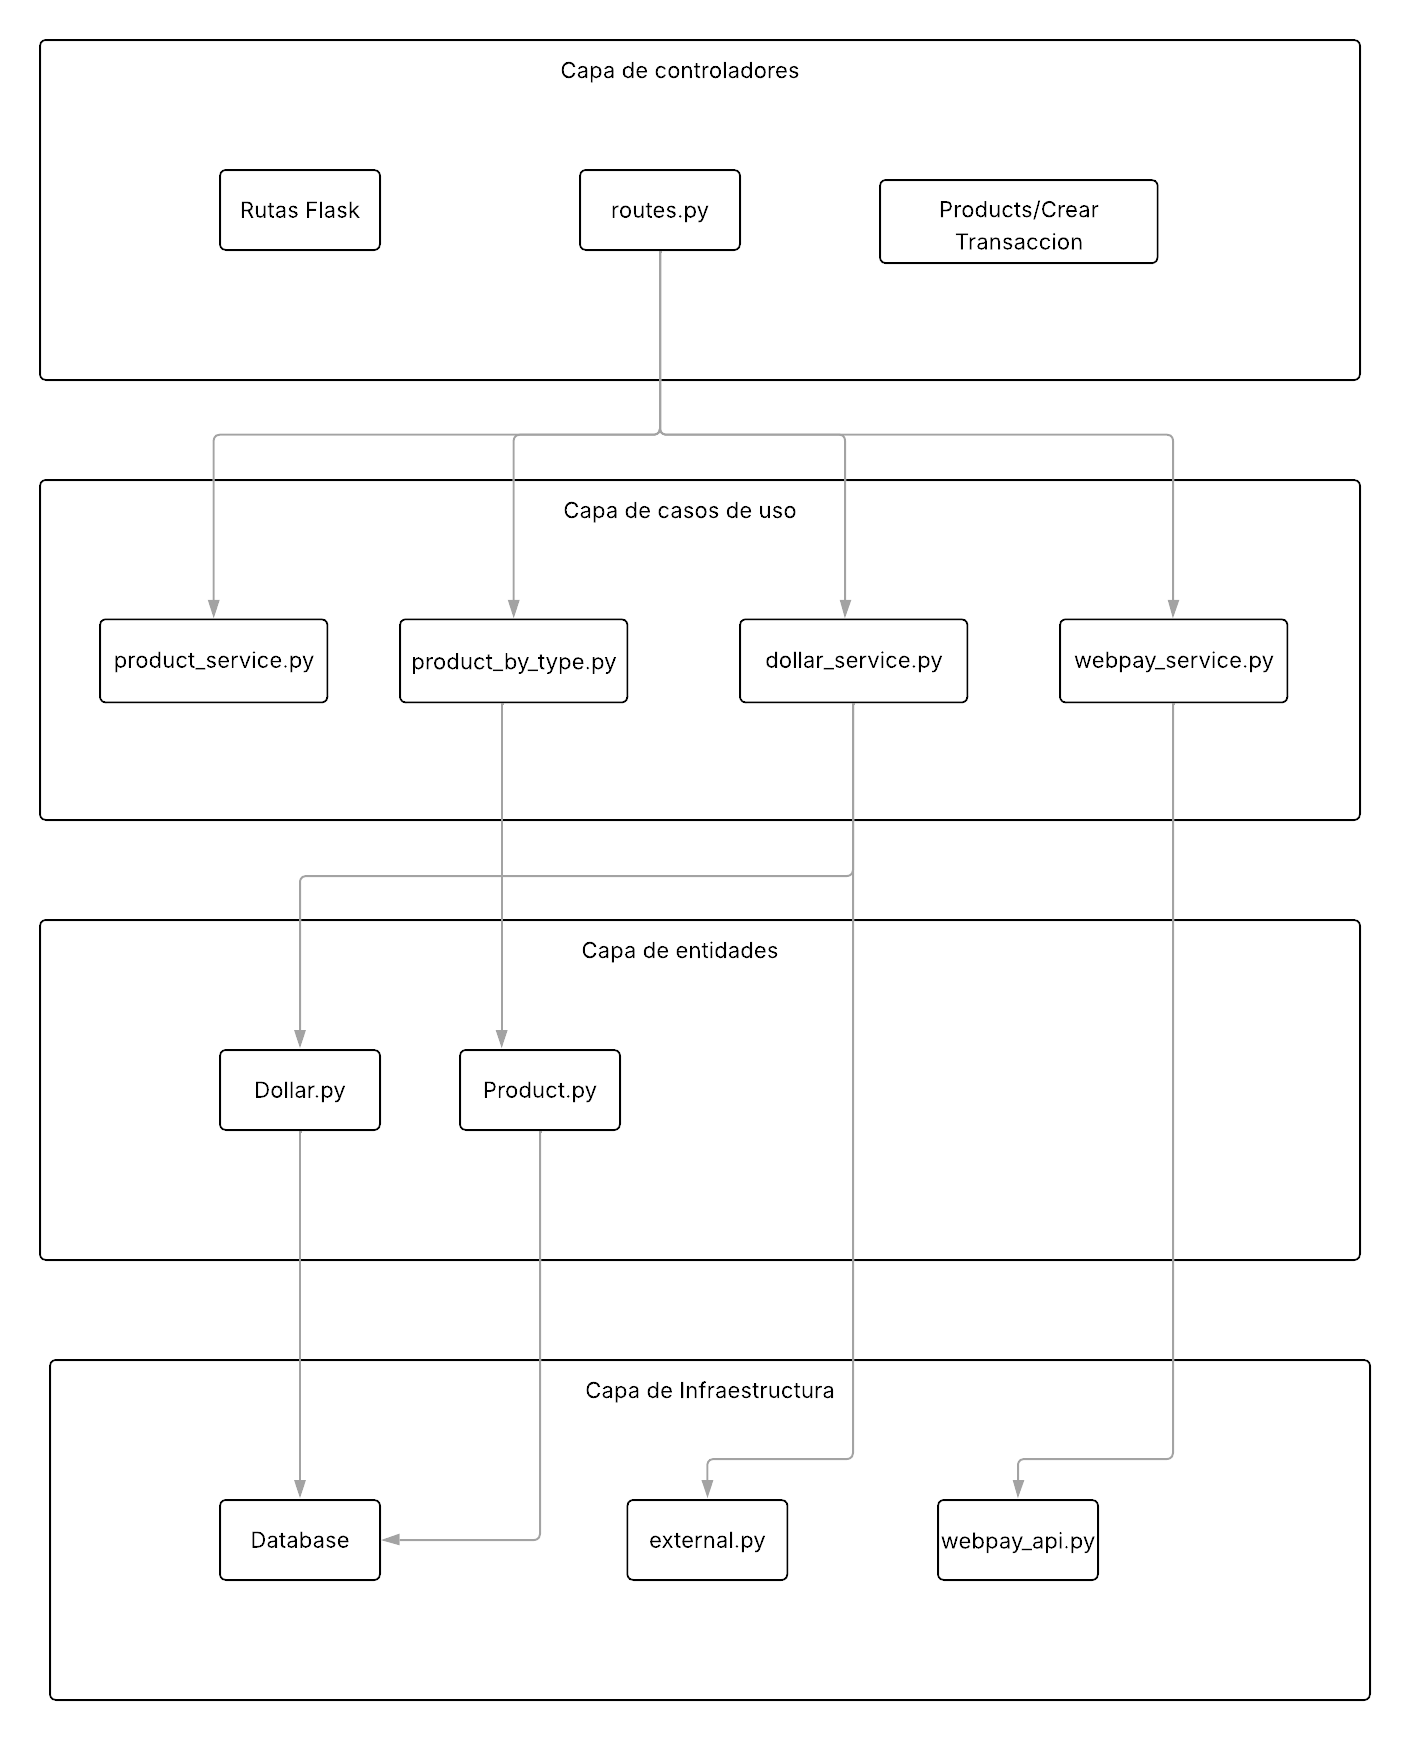 Capa de controladores
Rutas Flask
routes.py
Products/Crear
Transaccion
Capa de casos de uso
product_service.py
product_by_type.py
dollar_service.py
webpay_service.py
Capa de entidades
Dollar.py
Product.py
Capa de Infraestructura
Database
external.py
webpay_api.py